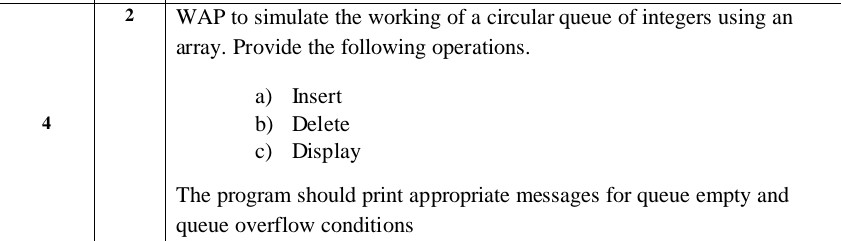 2 WAP to simulate the working of a circular queue of integers using an
array. Provide the following operations.
a) Insert
4 b) Delete
c) Display
The program should print appropriate messages for queue empty and
queue overflow conditions